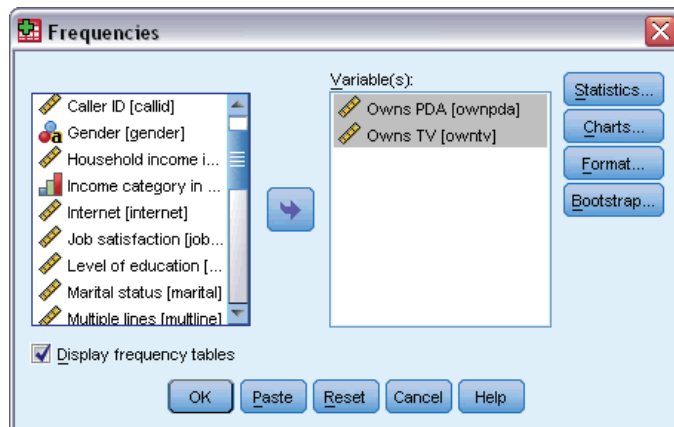 Frequencies
Variable(s):
Caller ID [callid]
Gender [gender]
Household income i...
Income category in ...
Internet [internet]
Job satisfaction [job...
Level of education [...
Marital status [marital]
Multiple lines [multline]
Owns PDA [ownpda]
Owns TV [owntv]
Statistics...
Charts...
Format...
Bootstrap...
Display frequency tables
OK
Paste
Reset
Cancel
Help